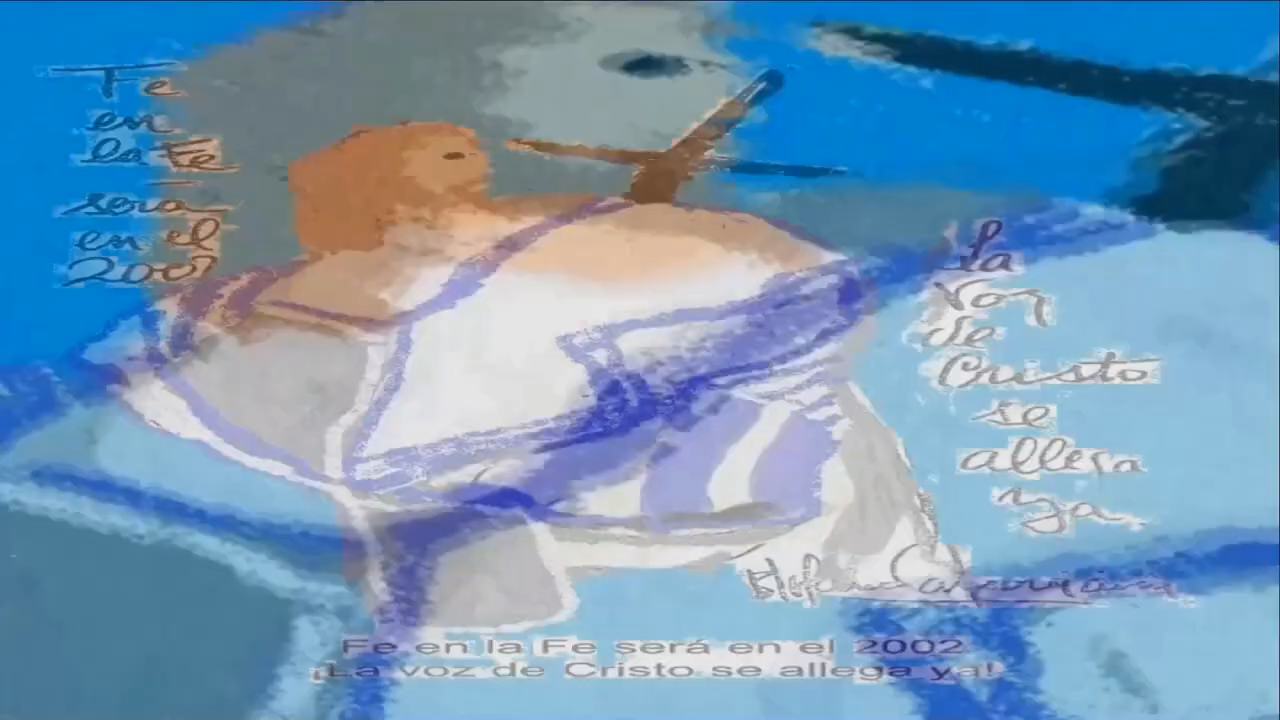 Fe
en
la Fe
será
en el
2002
La
voz
de
Cristo
se
allega
ya
Fe en la Fe será en el 2002
¡La voz de Cristo se allega ya!